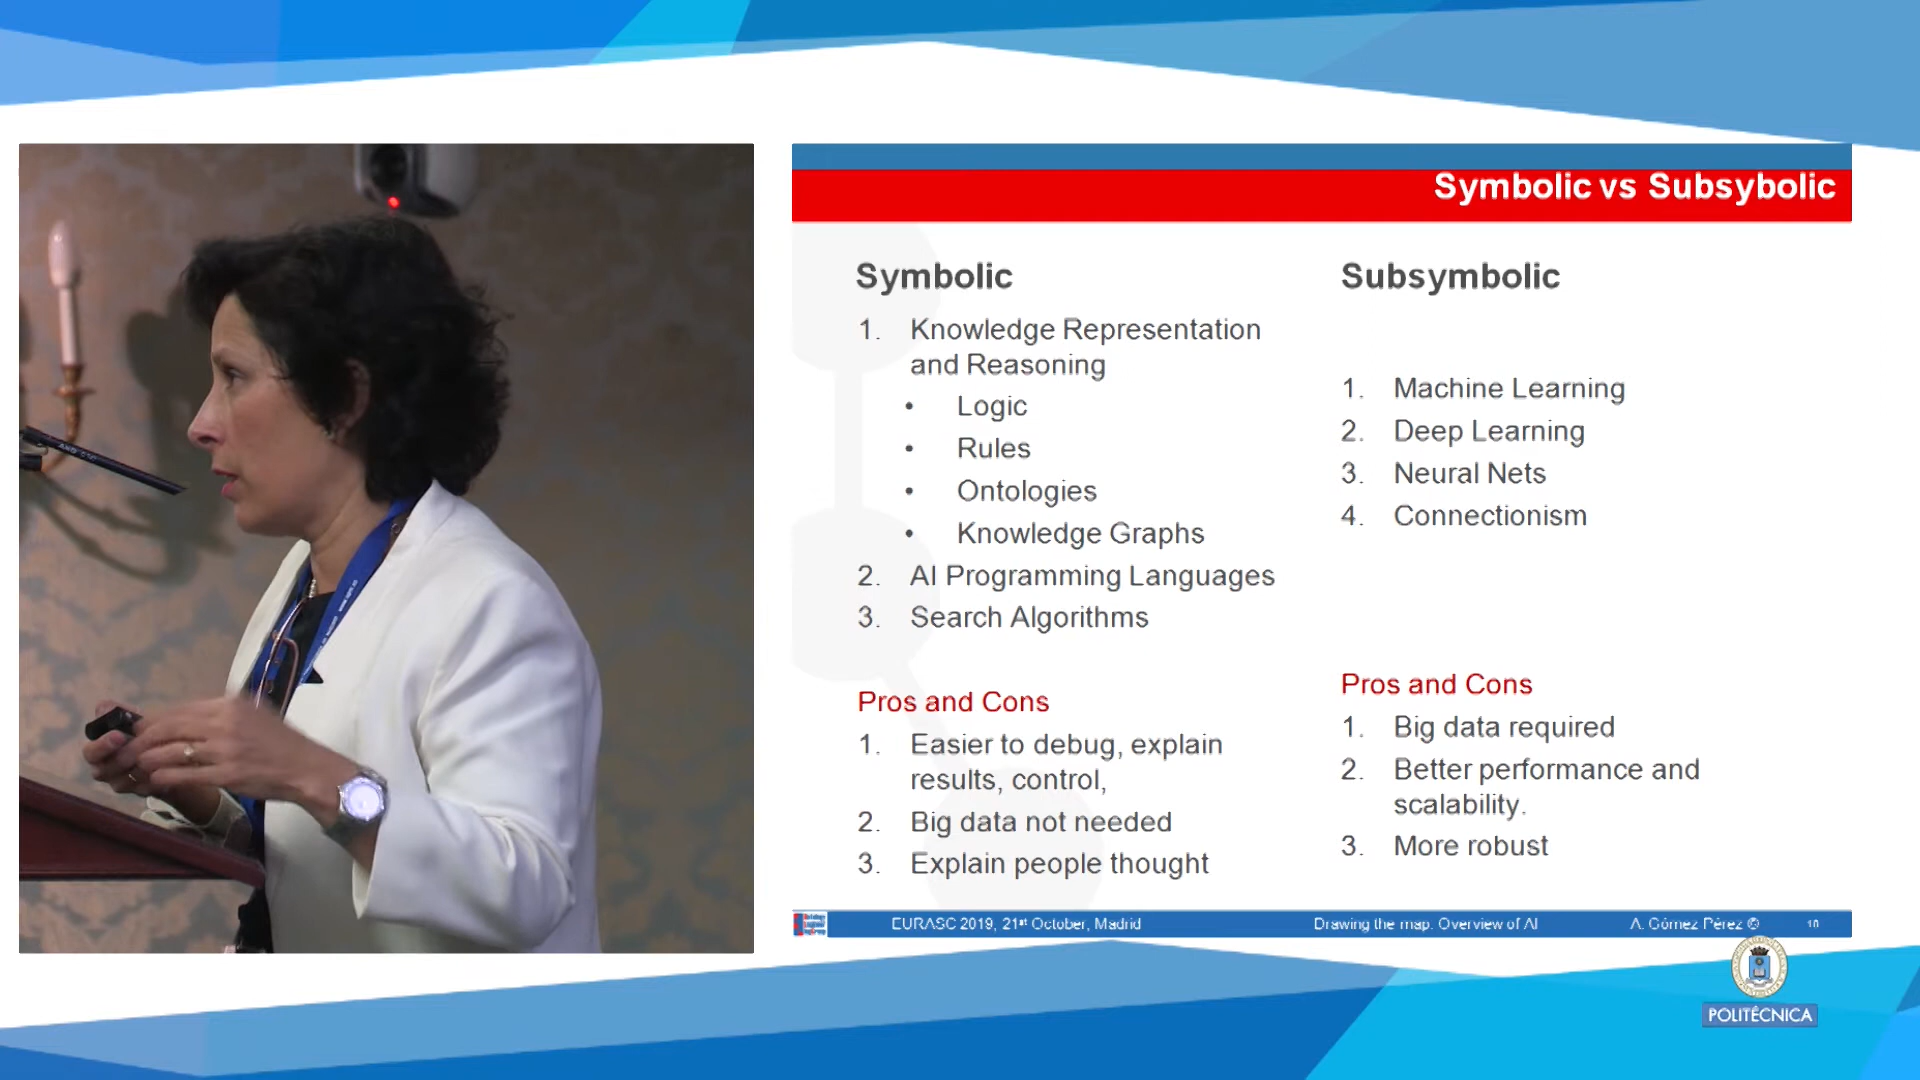 Symbolic vs Subsybolic
Symbolic
1. Knowledge Representation
and Reasoning
• Logic
• Rules
• Ontologies
• Knowledge Graphs
2. AI Programming Languages
3. Search Algorithms
Pros and Cons
1. Easier to debug, explain
results, control,
2. Big data not needed
3. Explain people thought
Subsymbolic
1. Machine Learning
2. Deep Learning
3. Neural Nets
4. Connectionism
Pros and Cons
1. Big data required
2. Better performance and
scalability.
3. More robust
EURASC 2019, 21st October, Madrid
Drawing the map. Overview of AI
A. Gómez Pérez ©
POLITÉCNICA